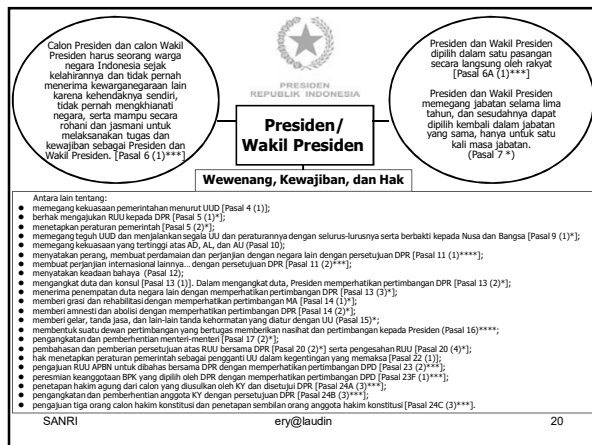 Calon Presiden dan calon Wakil
Presiden harus seorang warga
negara Indonesia sejak
kelahirannya dan tidak pernah
menerima kewarganegaraan lain
karena kehendaknya sendiri,
tidak pernah mengkhianati
negara, serta mampu secara
rohani dan jasmani untuk
melaksanakan tugas dan
kewajiban sebagai Presiden dan
Wakil Presiden. [Pasal 6 (1)***]
PRESIDEN
REPUBLIK INDONESIA
Presiden/
Wakil Presiden
Presiden dan Wakil Presiden
dipilih dalam satu pasangan
secara langsung oleh rakyat
[Pasal 6A (1)***]
Presiden dan Wakil Presiden
memegang jabatan selama lima
tahun, dan sesudahnya dapat
dipilih kembali dalam jabatan
yang sama, hanya untuk satu
kali masa jabatan.
(Pasal 7 *)
Wewenang, Kewajiban, dan Hak
Antara lain tentang:
● memegang kekuasaan pemerintahan menurut UUD [Pasal 4 (1)];
● berhak mengajukan RUU kepada DPR [Pasal 5 (1)*];
● menetapkan peraturan pemerintah [Pasal 5 (2)*];
● memegang teguh UUD dan menjalankan segala UU dan peraturannya dengan selurus-lurusnya serta berbakti kepada Nusa dan Bangsa [Pasal 9 (1)*];
● memegang kekuasaan yang tertinggi atas AD, AL, dan AU (Pasal 10);
● menyatakan perang, membuat perdamaian dan perjanjian dengan negara lain dengan persetujuan DPR [Pasal 11 (1)****];
● membuat perjanjian internasional lainnya... dengan persetujuan DPR [Pasal 11 (2)***];
● menyatakan keadaan bahaya (Pasal 12);
● mengangkat duta dan konsul [Pasal 13 (1)]. Dalam mengangkat duta, Presiden memperhatikan pertimbangan DPR [Pasal 13 (2)*];
● menerima penempatan duta negara lain dengan memperhatikan pertimbangan DPR [Pasal 13 (3)*];
● memberi grasi dan rehabilitasi dengan memperhatikan pertimbangan MA [Pasal 14 (1)*];
● memberi amnesti dan abolisi dengan memperhatikan pertimbangan DPR [Pasal 14 (2)*];
● memberi gelar, tanda jasa, dan lain-lain tanda kehormatan yang diatur dengan UU (Pasal 15)*;
● membentuk suatu dewan pertimbangan yang bertugas memberikan nasihat dan pertimbangan kepada Presiden (Pasal 16)****;
● pengangkatan dan pemberhentian menteri-menteri [Pasal 17 (2)*];
● pembahasan dan pemberian persetujuan atas RUU bersama DPR [Pasal 20 (2)*] serta pengesahan RUU [Pasal 20 (4)*];
● hak menetapkan peraturan pemerintah sebagai pengganti UU dalam kegentingan yang memaksa [Pasal 22 (1)];
● pengajuan RUU APBN untuk dibahas bersama DPR dengan memperhatikan pertimbangan DPD [Pasal 23 (2)***];
● peresmian keanggotaan BPK yang dipilih oleh DPR dengan memperhatikan pertimbangan DPD [Pasal 23F (1)***];
● penetapan hakim agung dari calon yang diusulkan oleh KY dan disetujui DPR [Pasal 24A (3)***];
● pengangkatan dan pemberhentian anggota KY dengan persetujuan DPR [Pasal 24B (3)***];
● pengajuan tiga orang calon hakim konstitusi dan penetapan sembilan orang anggota hakim konstitusi [Pasal 24C (3)***].
SANRI
ery@laudin
20